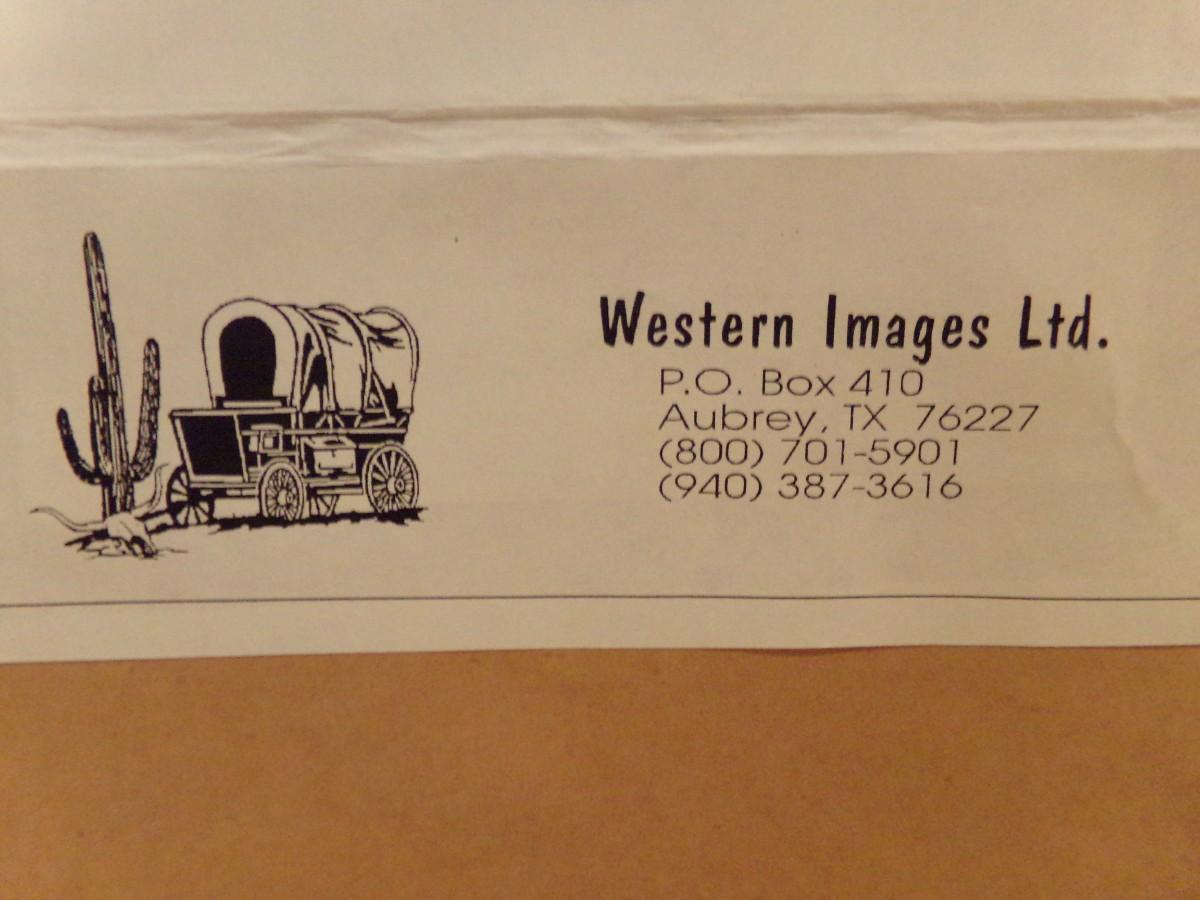 Western Images Ltd.
P.O. Box 410
Aubrey, TX 76227
(800) 701-5901
(940) 387-3616